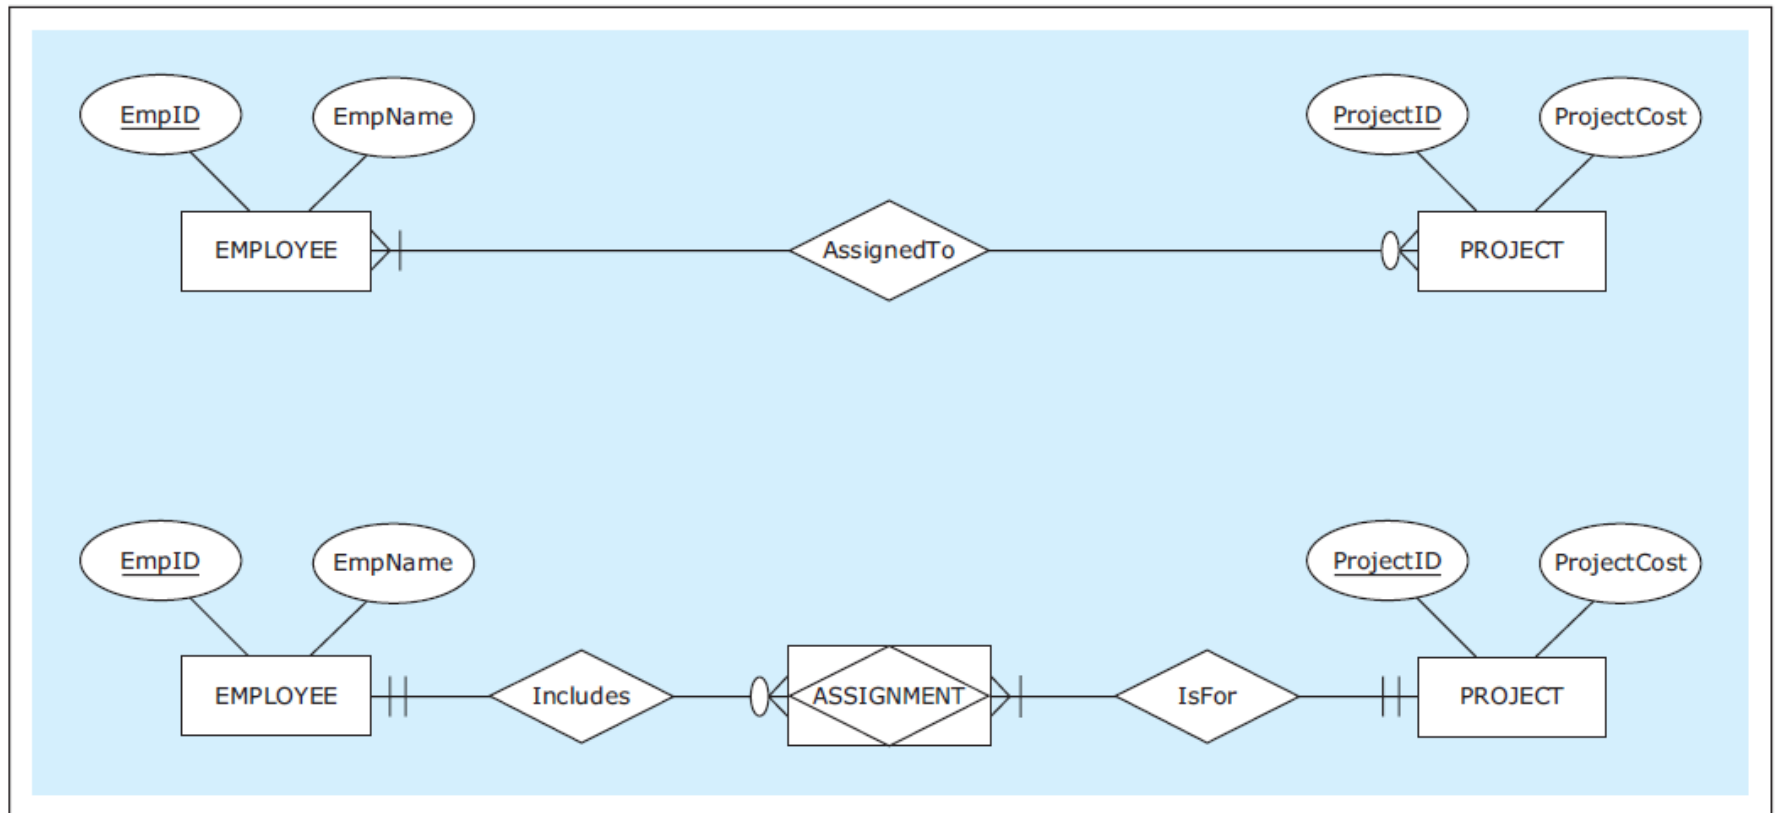 EmpID
EmpName
ProjectID
ProjectCost
EMPLOYEE
AssignedTo
PROJECT
EmpID
EmpName
ProjectID
ProjectCost
EMPLOYEE
Includes
ASSIGNMENT
IsFor
PROJECT